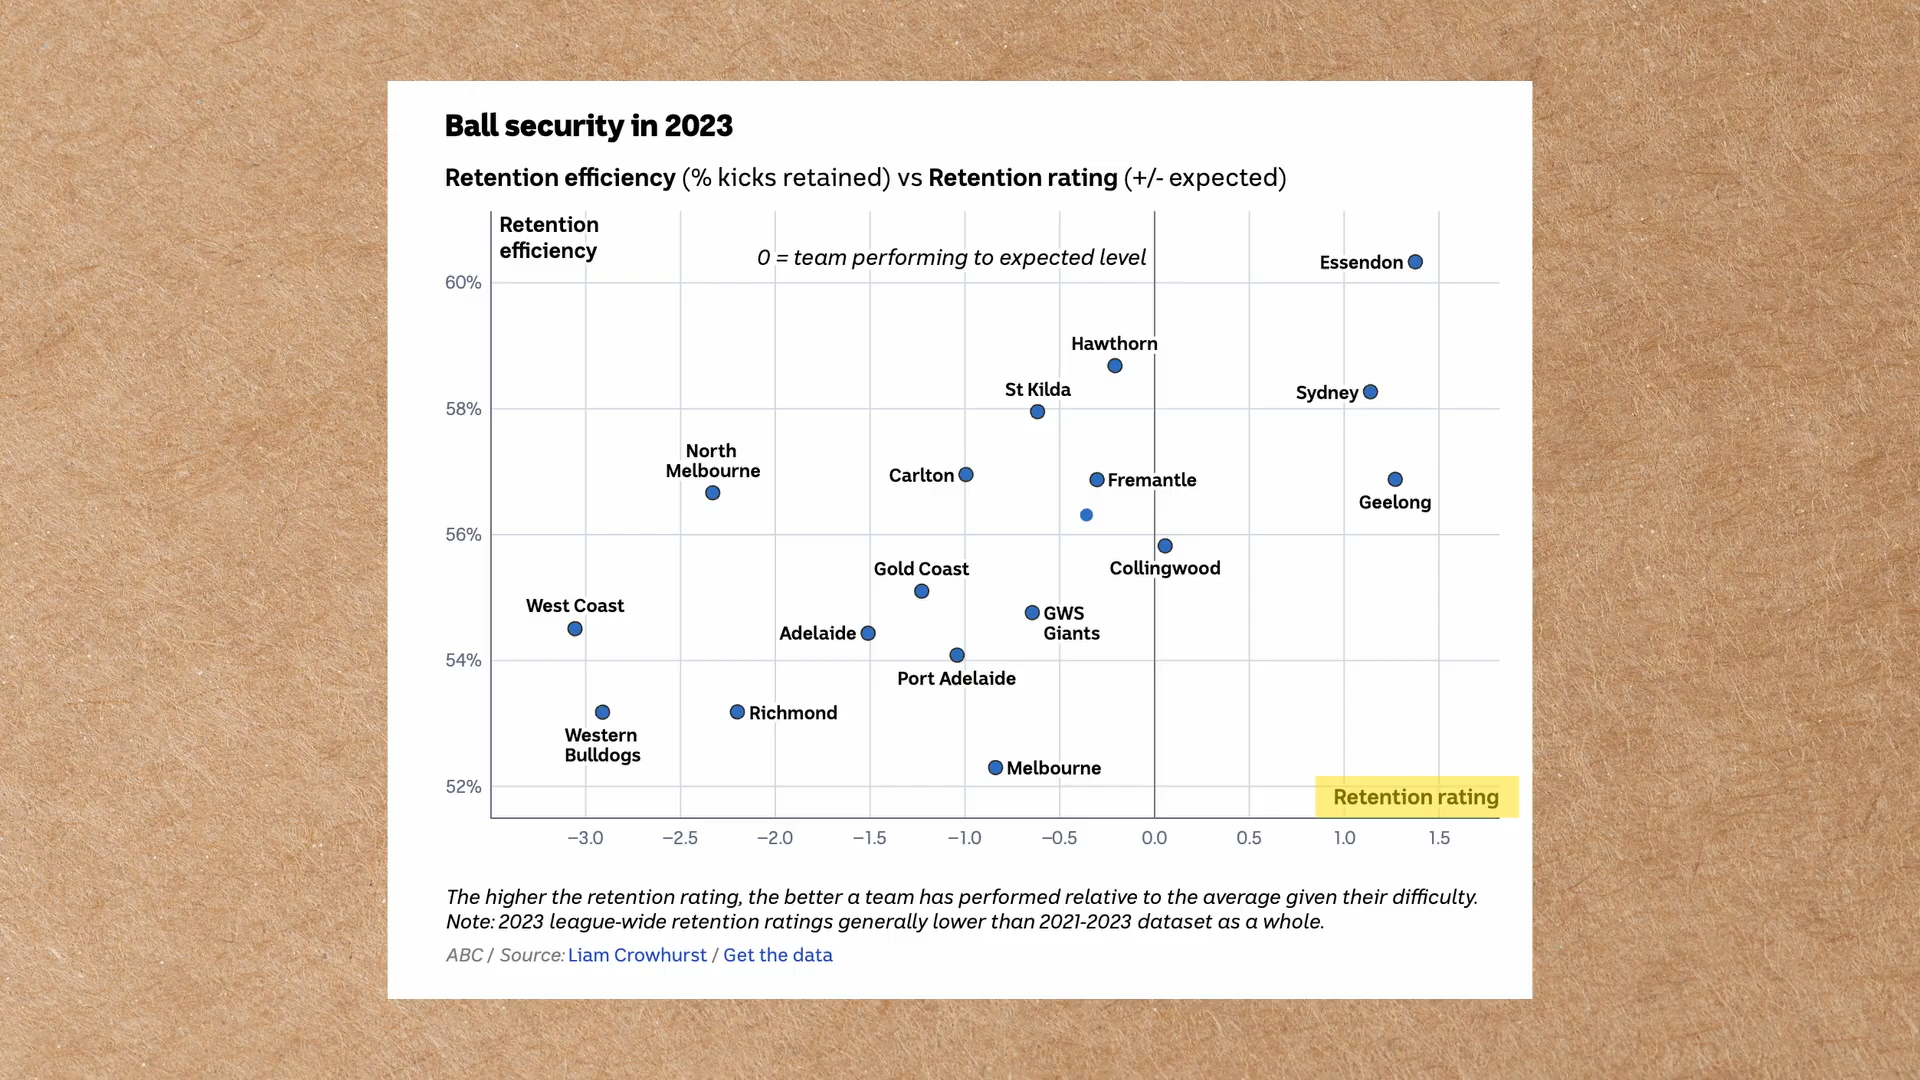 Ball security in 2023
Retention efficiency (% kicks retained) vs Retention rating (+/- expected)
Retention
efficiency
0 = team performing to expected level
Essendon
60%
Hawthorn
St Kilda
Sydney
58%
North
Melbourne
Carlton
Fremantle
Geelong
56%
Collingwood
Gold Coast
West Coast
GWS
Giants
Adelaide
54%
Port Adelaide
Richmond
Western
Bulldogs
Melbourne
52%
Retention rating
−3.0 −2.5 −2.0 −1.5 −1.0 −0.5 0.0 0.5 1.0 1.5
The higher the retention rating, the better a team has performed relative to the average given their difficulty.
Note: 2023 league-wide retention ratings generally lower than 2021-2023 dataset as a whole.
ABC / Source: Liam Crowhurst / Get the data